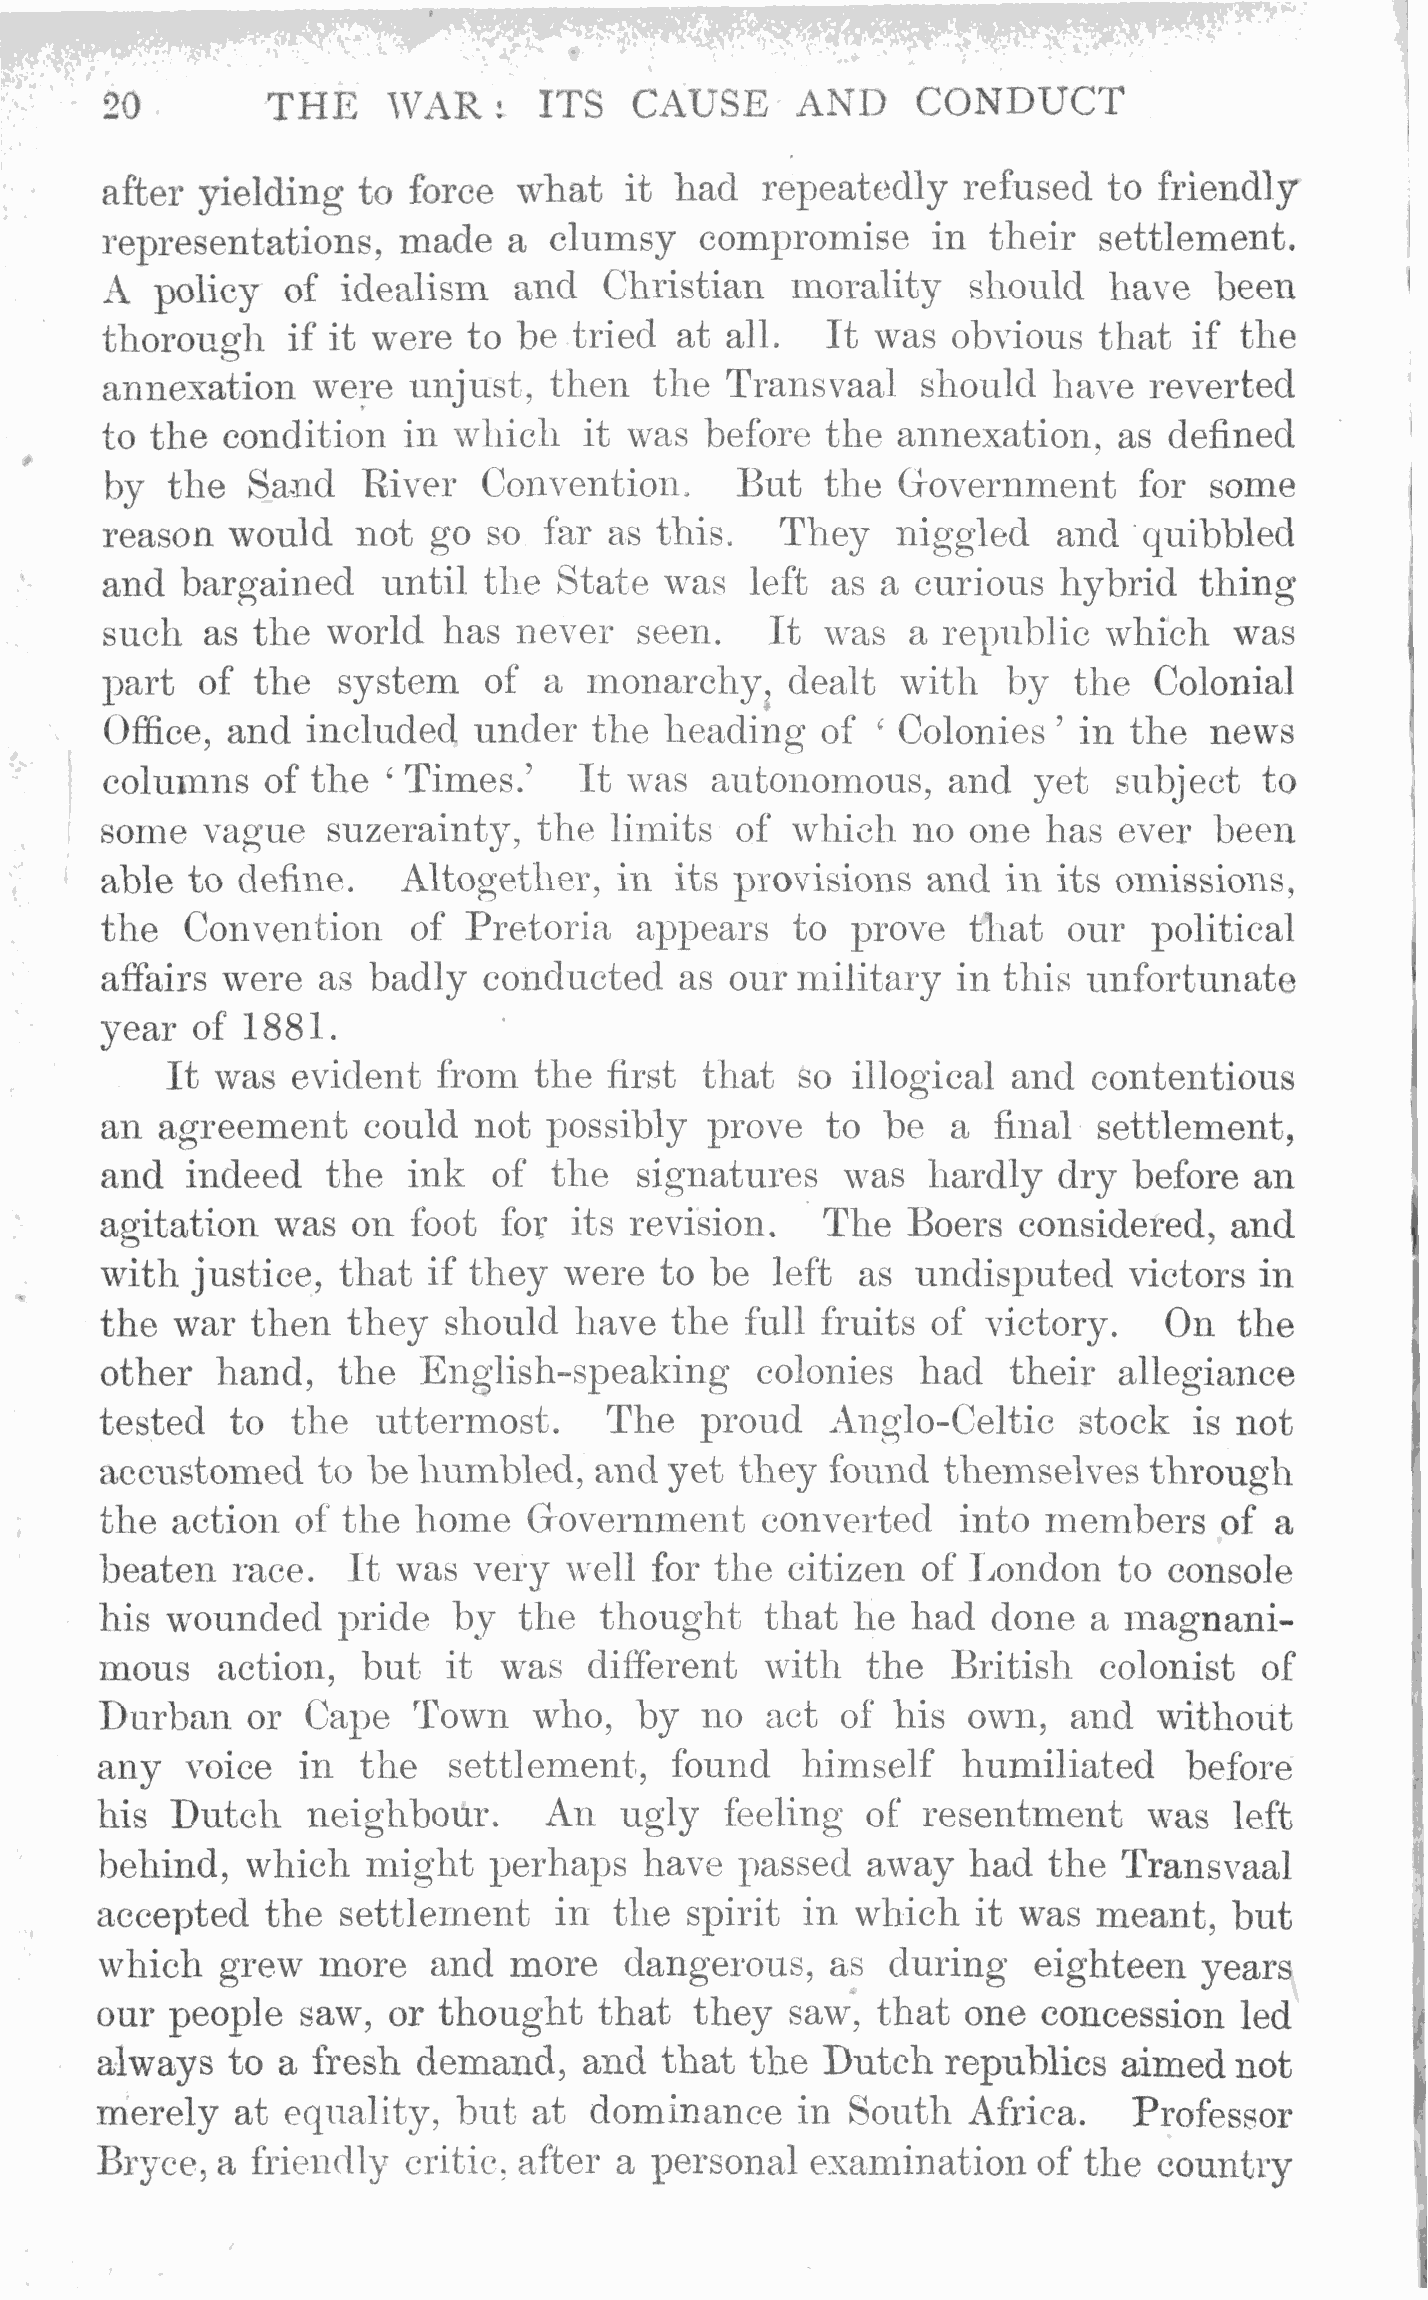 20 THE WAR: ITS CAUSE AND CONDUCT
after yielding to force what it had repeatedly refused to friendly
representations, made a clumsy compromise in their settlement.
A policy of idealism and Christian morality should have been
thorough if it were to be tried at all. It was obvious that if the
annexation were unjust, then the Transvaal should have reverted
to the condition in which it was before the annexation, as defined
by the Sand River Convention. But the Government for some
reason would not go so far as this. They niggled and quibbled
and bargained until the State was left as a curious hybrid thing
such as the world has never seen. It was a republic which was
part of the system of a monarchy, dealt with by the Colonial
Office, and included under the heading of ‘ Colonies ’ in the news
columns of the ‘ Times.’ It was autonomous, and yet subject to
some vague suzerainty, the limits of which no one has ever been
able to define. Altogether, in its provisions and in its omissions,
the Convention of Pretoria appears to prove that our political
affairs were as badly conducted as our military in this unfortunate
year of 1881.
It was evident from the first that so illogical and contentious
an agreement could not possibly prove to be a final settlement,
and indeed the ink of the signatures was hardly dry before an
agitation was on foot for its revision. The Boers considered, and
with justice, that if they were to be left as undisputed victors in
the war then they should have the full fruits of victory. On the
other hand, the English-speaking colonies had their allegiance
tested to the uttermost. The proud Anglo-Celtic stock is not
accustomed to be humbled, and yet they found themselves through
the action of the home Government converted into members of a
beaten race. It was very well for the citizen of London to console
his wounded pride by the thought that he had done a magnani-
mous action, but it was different with the British colonist of
Durban or Cape Town who, by no act of his own, and without
any voice in the settlement, found himself humiliated before
his Dutch neighbour. An ugly feeling of resentment was left
behind, which might perhaps have passed away had the Transvaal
accepted the settlement in the spirit in which it was meant, but
which grew more and more dangerous, as during eighteen years
our people saw, or thought that they saw, that one concession led
always to a fresh demand, and that the Dutch republics aimed not
merely at equality, but at dominance in South Africa. Professor
Bryce, a friendly critic, after a personal examination of the country